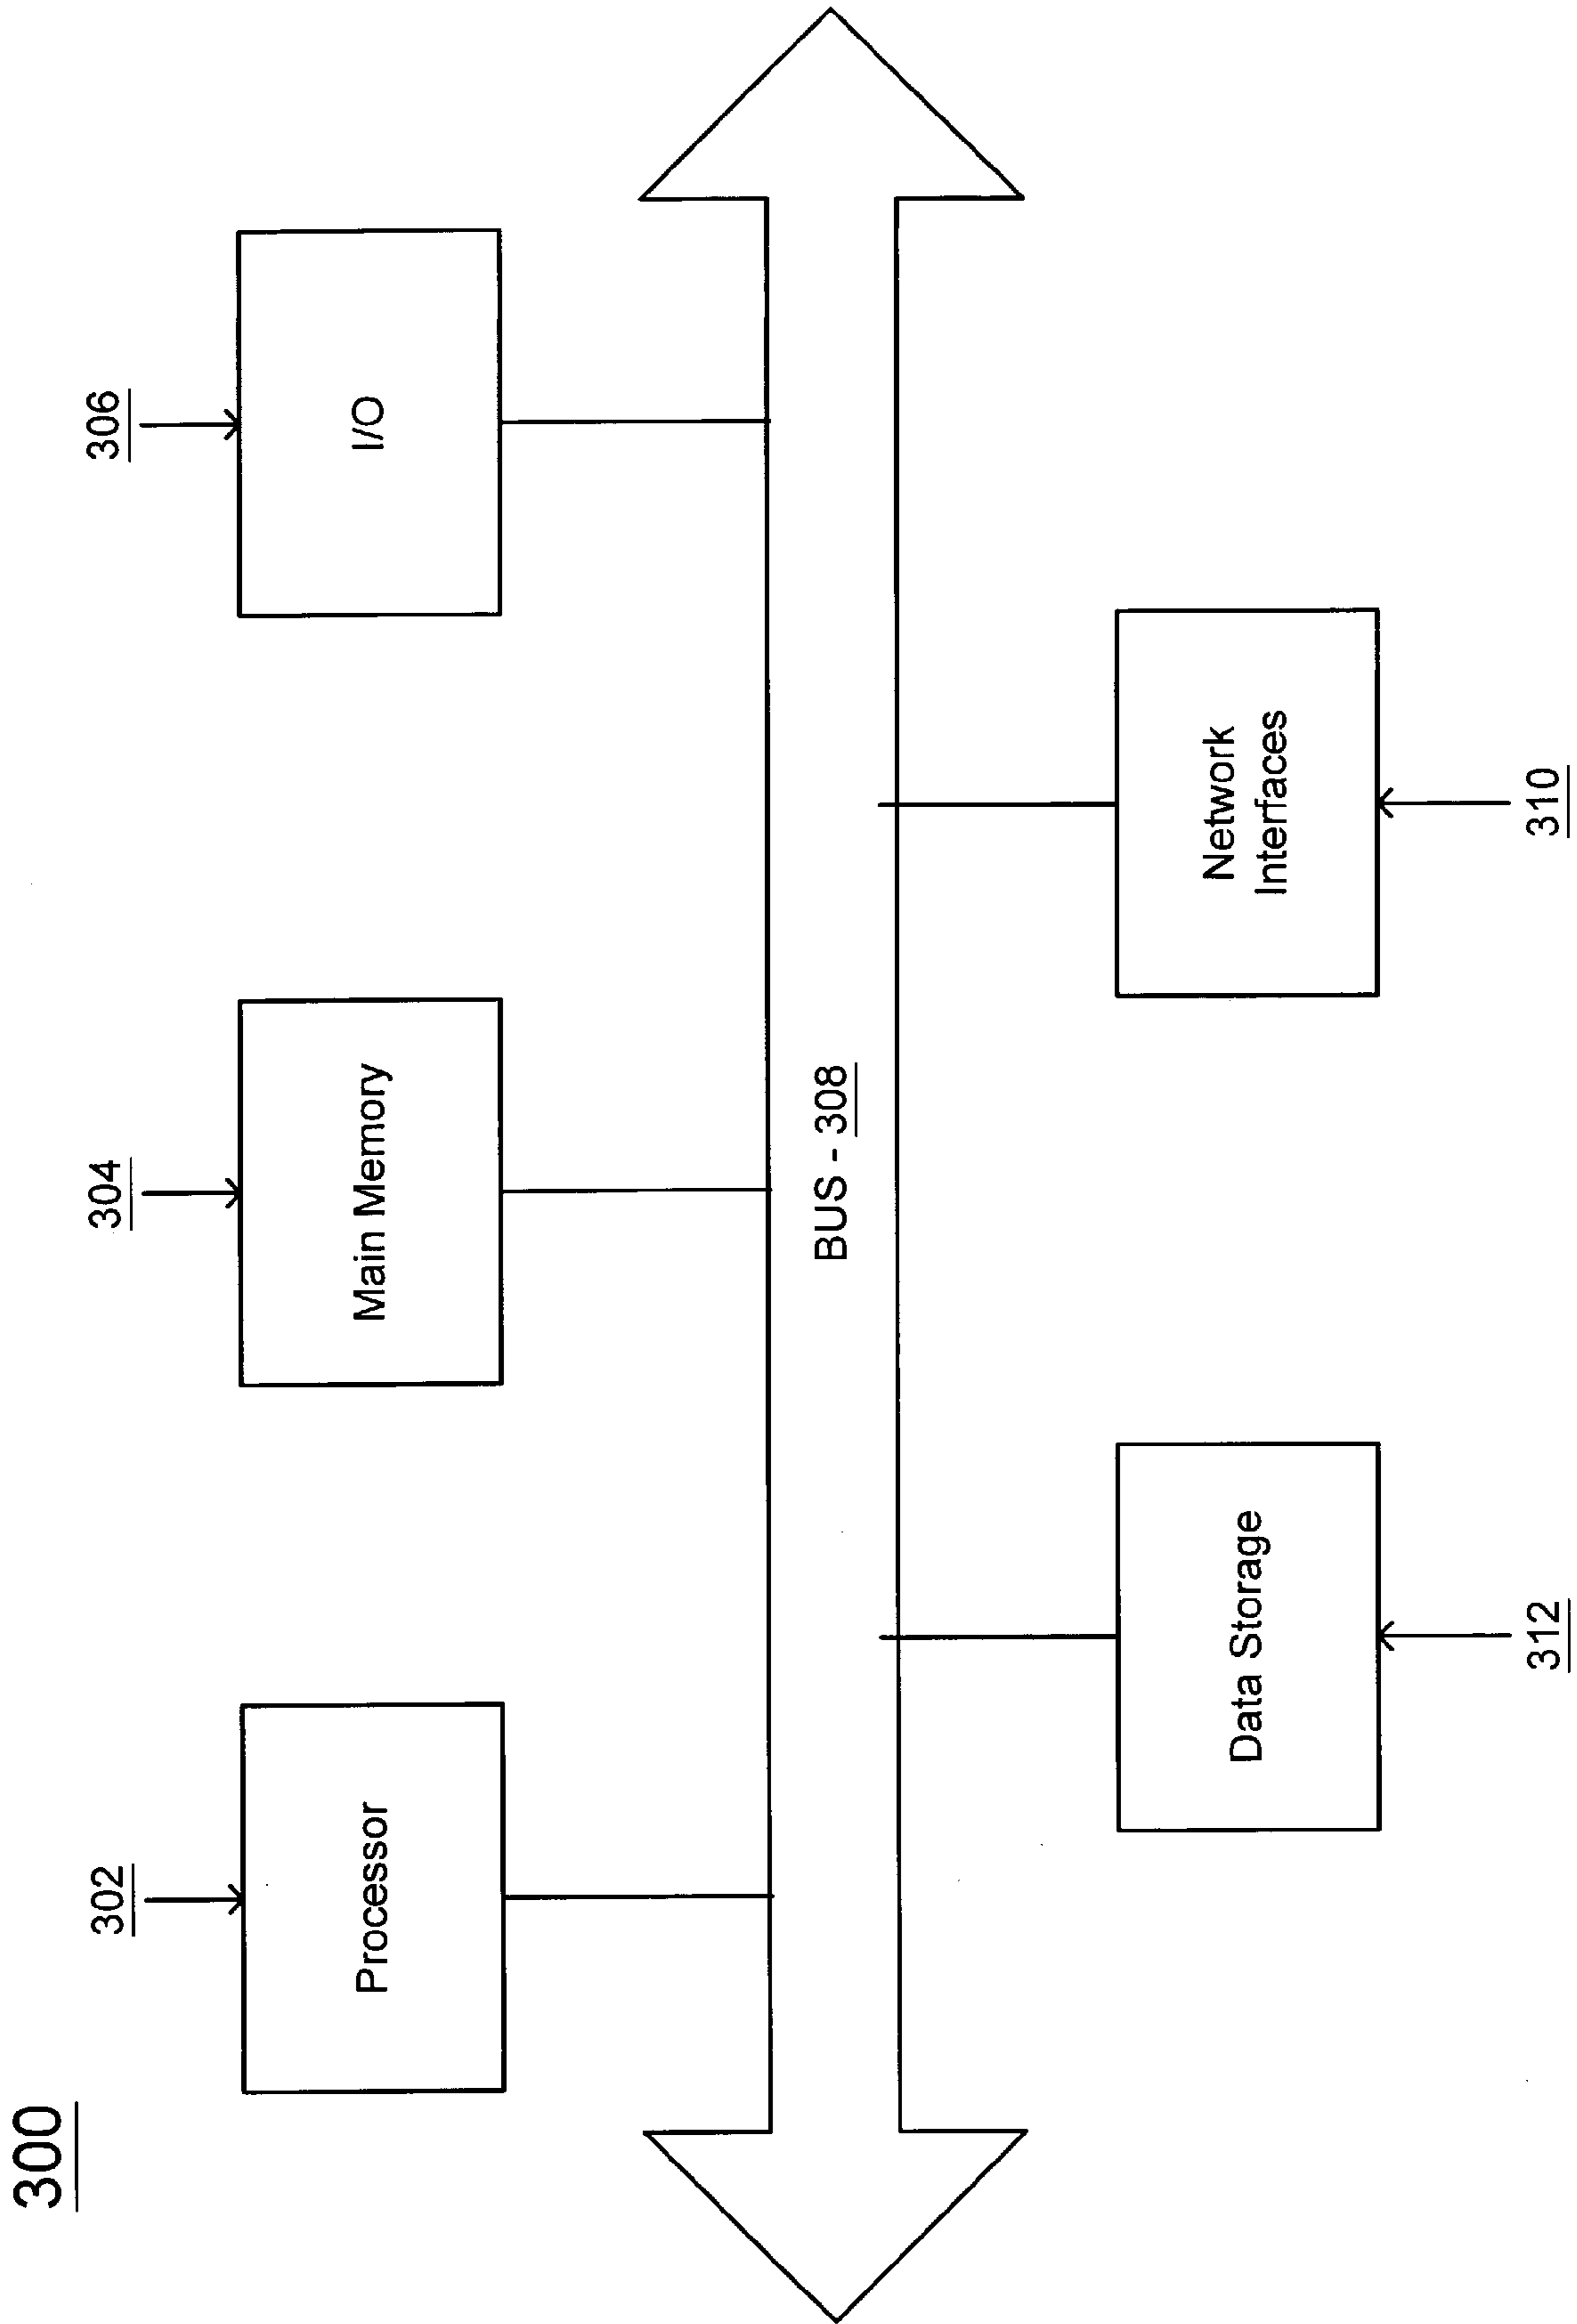 300
302
304
306
Processor
Main Memory
I/O
BUS - 308
Data Storage
Network
Interfaces
312
310